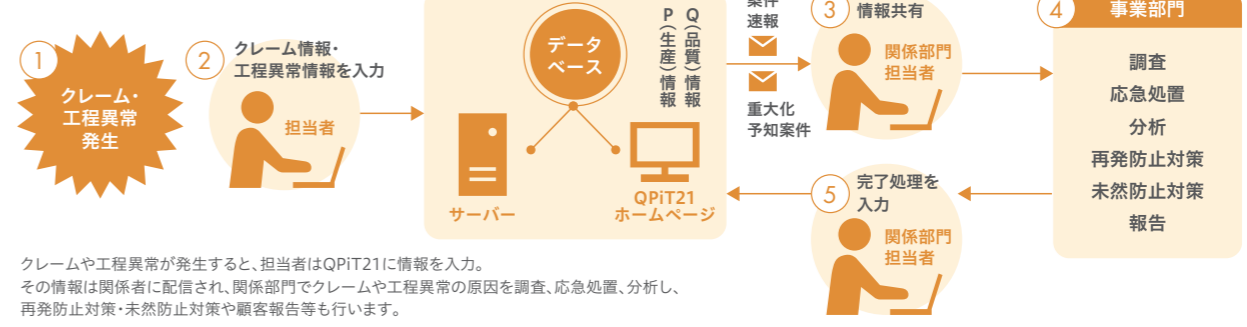 1
クレーム・
工程異常
発生
2
クレーム情報・
工程異常情報を入力
担当者
データ
ベース
Q（品質）情報
P（生産）情報
サーバー
QPiT21
ホームページ
案件
速報
重大化
予知案件
3
情報共有
関係部門
担当者
4
事業部門
調査
応急処置
分析
再発防止対策
未然防止対策
報告
5
完了処理を
入力
関係部門
担当者
クレームや工程異常が発生すると、担当者はQPiT21に情報を入力。
その情報は関係者に配信され、関係部門でクレームや工程異常の原因を調査、応急処置、分析し、
再発防止対策・未然防止対策や顧客報告等も行います。